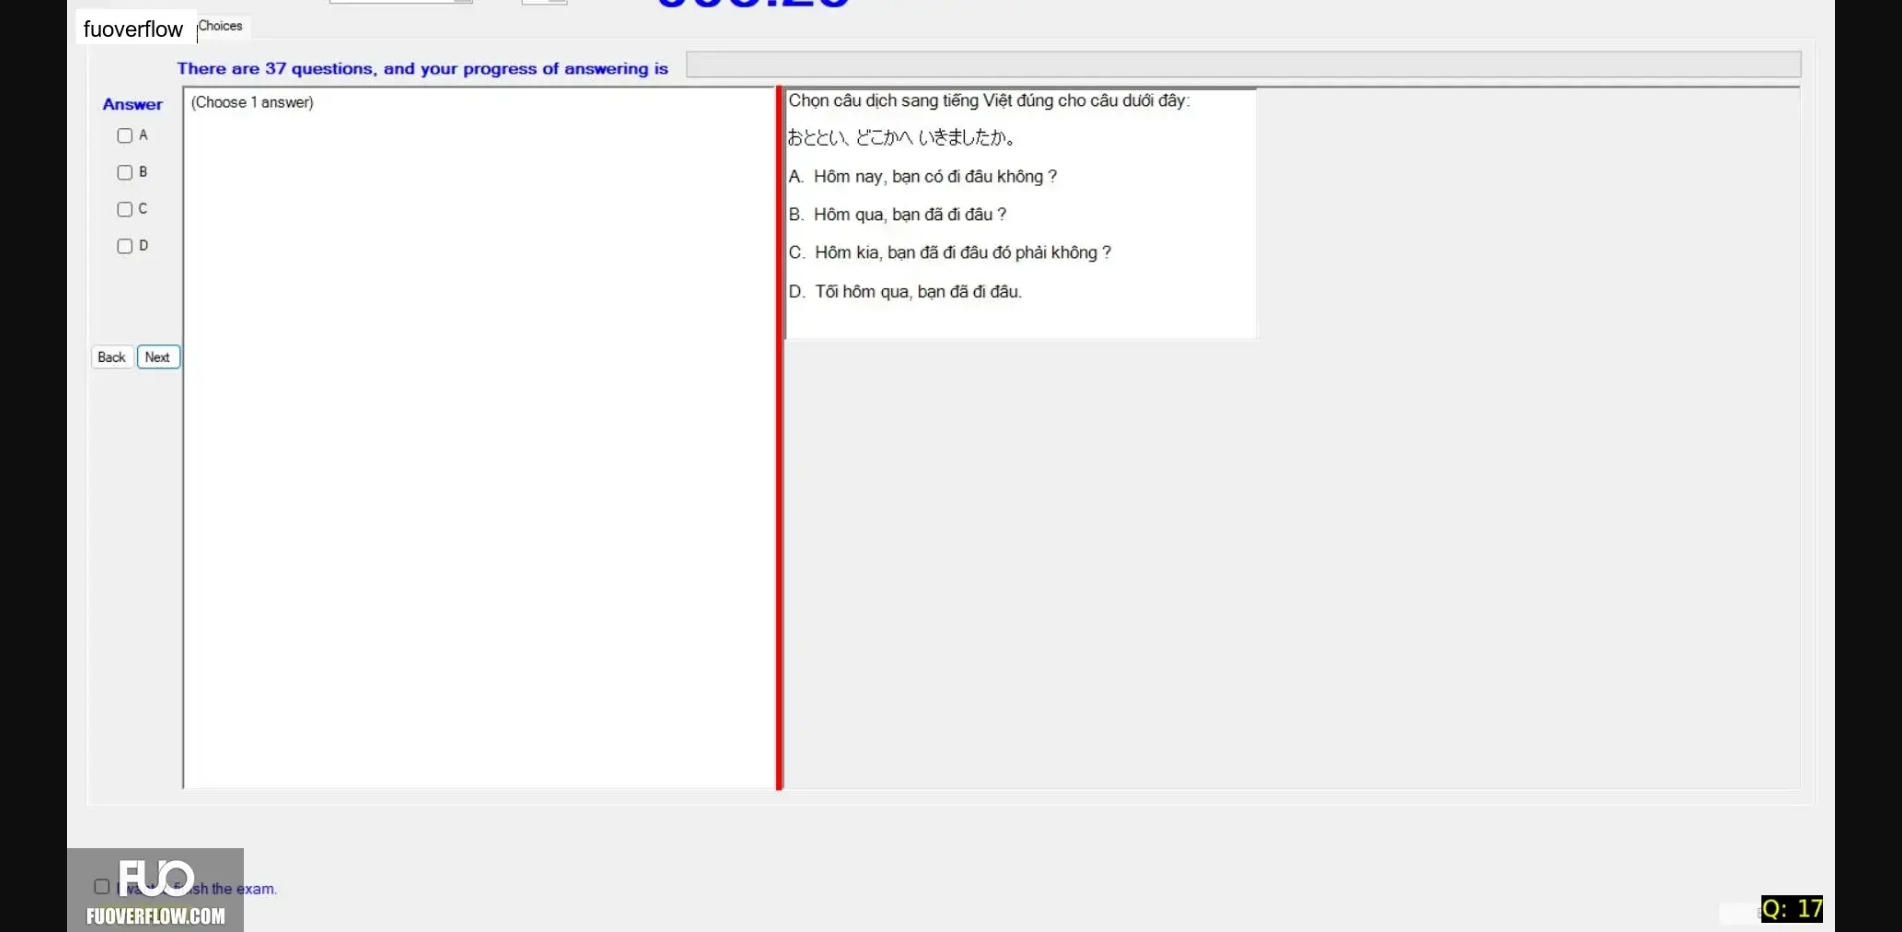 fuoverflow
Choices
There are 37 questions, and your progress of answering is
Answer
(Choose 1 answer)
A
B
C
D
Back
Next
Chọn câu dịch sang tiếng Việt đúng cho câu dưới đây:
おととい、どこかへ いきましたか。
A. Hôm nay, bạn có đi đâu không ?
B. Hôm qua, bạn đã đi đâu ?
C. Hôm kia, bạn đã đi đâu đó phải không ?
D. Tối hôm qua, bạn đã đi đâu.
FUO
the exam.
FUOVERFLOW.COM
Q: 17